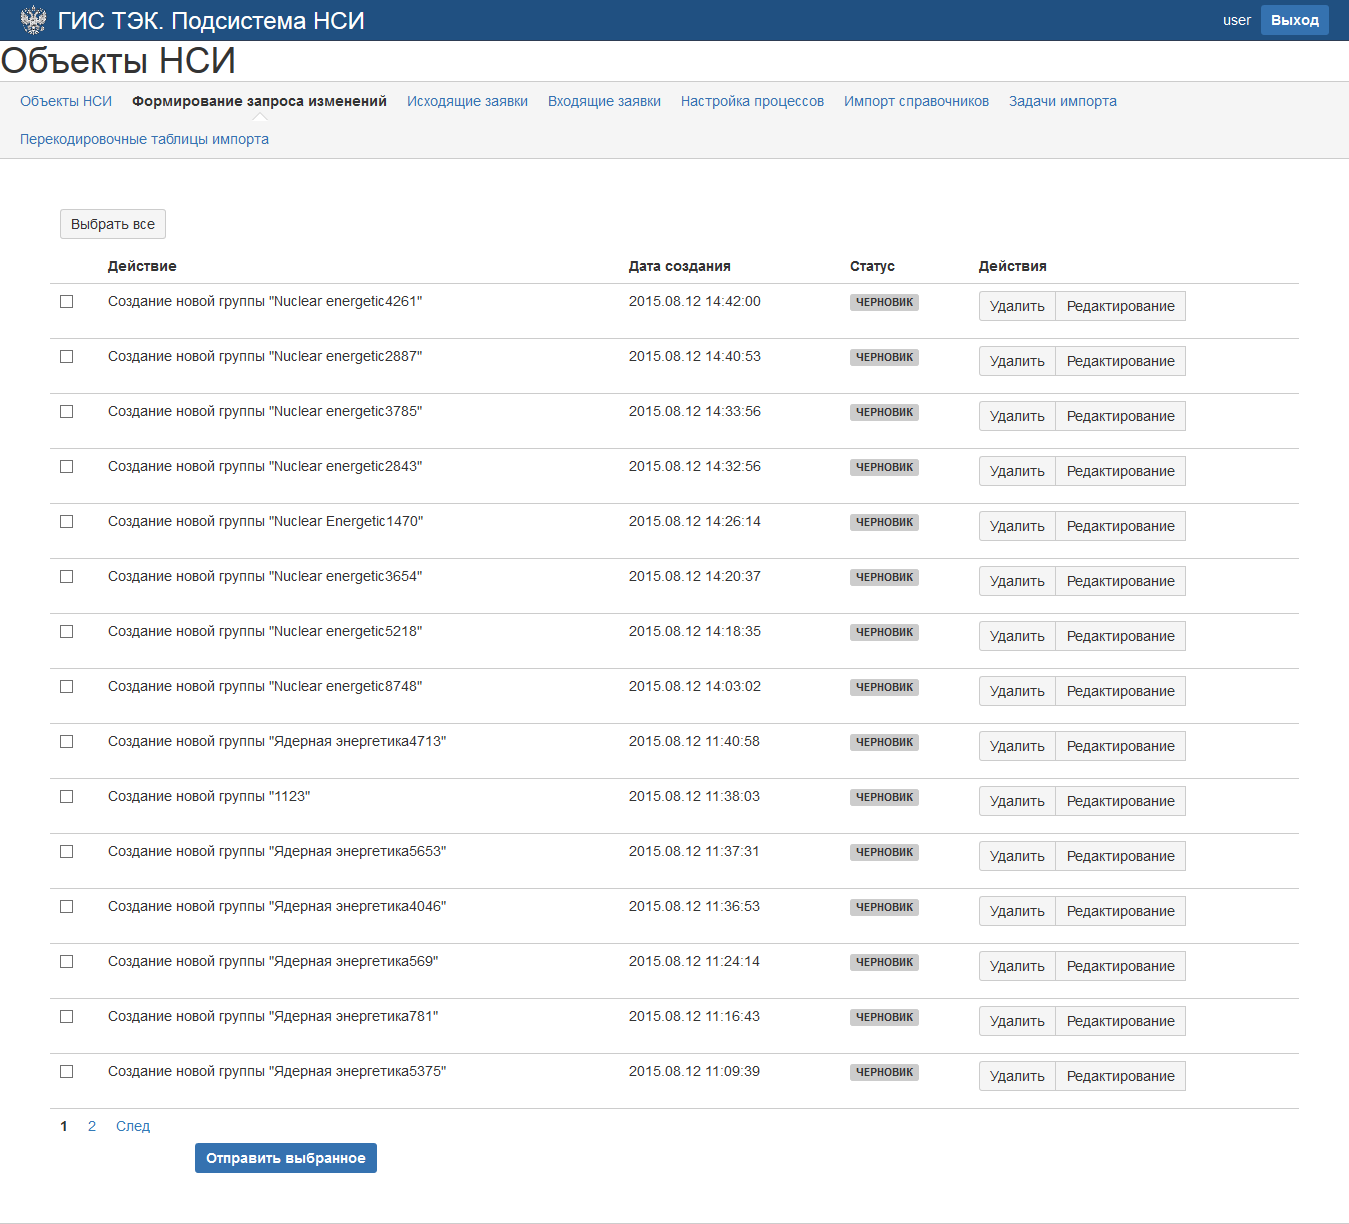 ГИС ТЭК. Подсистема НСИ user Выход
Объекты НСИ
Объекты НСИ Формирование запроса изменений Исходящие заявки Входящие заявки Настройка процессов Импорт справочников Задачи импорта
Перекодировочные таблицы импорта
Выбрать все
Действие Дата создания Статус Действия
Создание новой группы "Nuclear energetic4261" 2015.08.12 14:42:00 ЧЕРНОВИК Удалить Редактирование
Создание новой группы "Nuclear energetic2887" 2015.08.12 14:40:53 ЧЕРНОВИК Удалить Редактирование
Создание новой группы "Nuclear energetic3785" 2015.08.12 14:33:56 ЧЕРНОВИК Удалить Редактирование
Создание новой группы "Nuclear energetic2843" 2015.08.12 14:32:56 ЧЕРНОВИК Удалить Редактирование
Создание новой группы "Nuclear Energetic1470" 2015.08.12 14:26:14 ЧЕРНОВИК Удалить Редактирование
Создание новой группы "Nuclear energetic3654" 2015.08.12 14:20:37 ЧЕРНОВИК Удалить Редактирование
Создание новой группы "Nuclear energetic5218" 2015.08.12 14:18:35 ЧЕРНОВИК Удалить Редактирование
Создание новой группы "Nuclear energetic8748" 2015.08.12 14:03:02 ЧЕРНОВИК Удалить Редактирование
Создание новой группы "Ядерная энергетика4713" 2015.08.12 11:40:58 ЧЕРНОВИК Удалить Редактирование
Создание новой группы "1123" 2015.08.12 11:38:03 ЧЕРНОВИК Удалить Редактирование
Создание новой группы "Ядерная энергетика5653" 2015.08.12 11:37:31 ЧЕРНОВИК Удалить Редактирование
Создание новой группы "Ядерная энергетика4046" 2015.08.12 11:36:53 ЧЕРНОВИК Удалить Редактирование
Создание новой группы "Ядерная энергетика569" 2015.08.12 11:24:14 ЧЕРНОВИК Удалить Редактирование
Создание новой группы "Ядерная энергетика781" 2015.08.12 11:16:43 ЧЕРНОВИК Удалить Редактирование
Создание новой группы "Ядерная энергетика5375" 2015.08.12 11:09:39 ЧЕРНОВИК Удалить Редактирование
1 2 След
Отправить выбранное